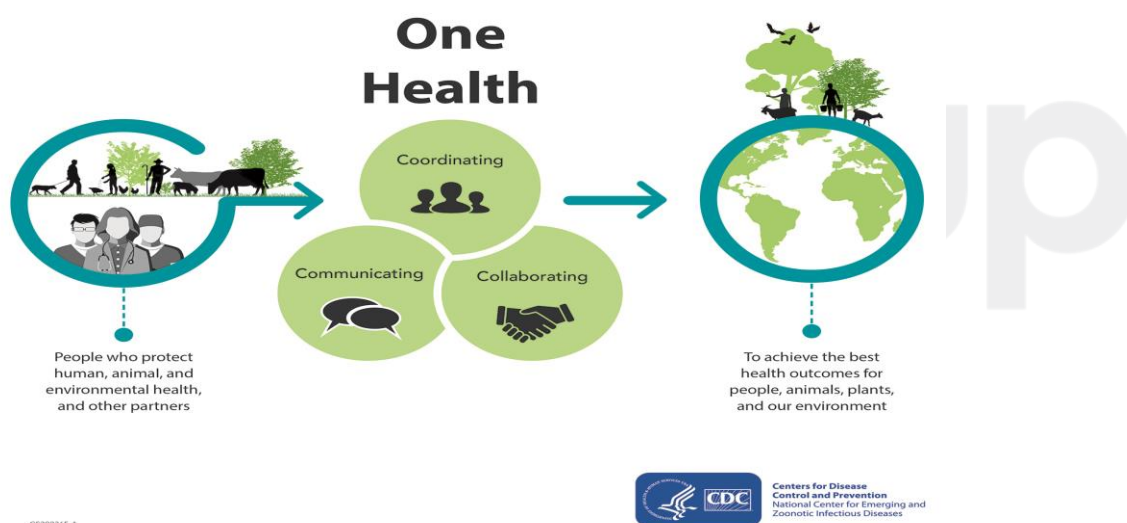 One
Health
Coordinating
Communicating
Collaborating
People who protect
human, animal, and
environmental health,
and other partners
To achieve the best
health outcomes for
people, animals, plants,
and our environment
CDC
Centers for Disease
Control and Prevention
National Center for Emerging and
Zoonotic Infectious Diseases
up